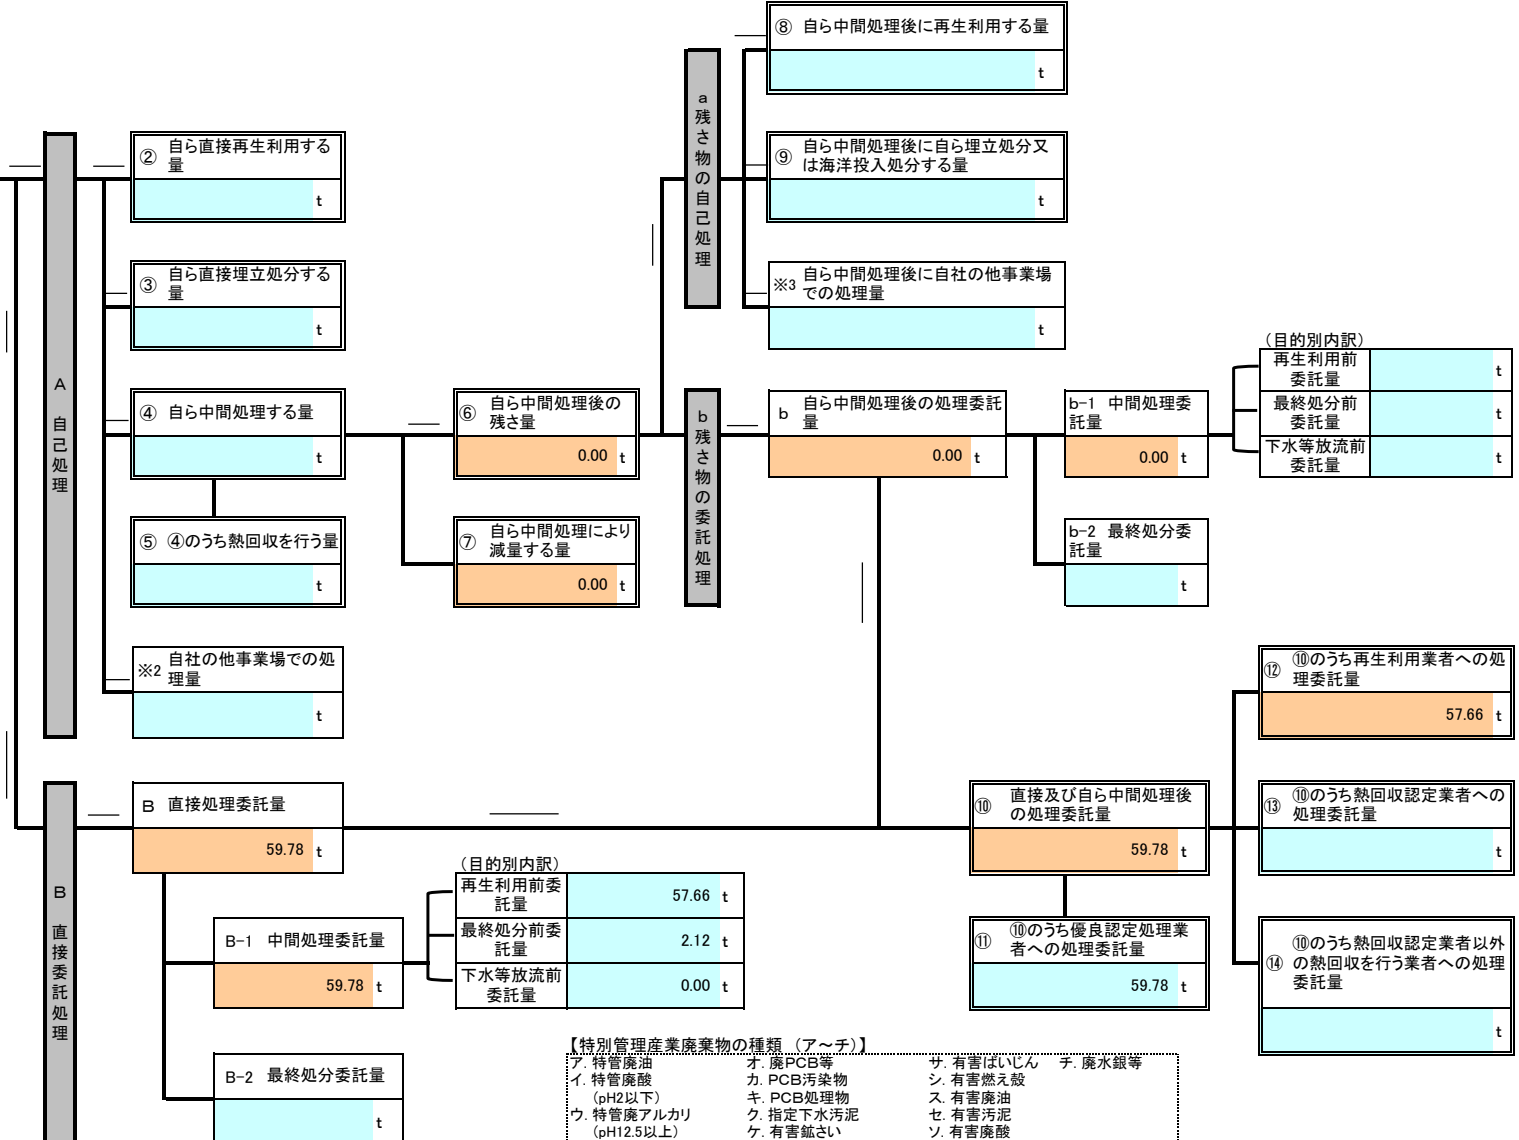 ⑧ 自ら中間処理後に再生利用する量
t
a 残さ物の自己処理
② 自ら直接再生利用する
量
t
⑨ 自ら中間処理後に自ら埋立処分又
は海洋投入処分する量
t
③ 自ら直接埋立処分する
量
t
※3 自ら中間処理後に自社の他事業場
での処理量
t
A 自己処理
④ 自ら中間処理する量
t
⑥ 自ら中間処理後の
残さ量
0.00 t
b 残さ物の委託処理
b 自ら中間処理後の処理委託
量
0.00 t
b-1 中間処理委
託量
0.00 t
（目的別内訳）
再生利用前
委託量
t
最終処分前
委託量
t
下水等放流前
委託量
t
⑤ ④のうち熱回収を行う量
t
⑦ 自ら中間処理により
減量する量
0.00 t
b-2 最終処分委
託量
t
※2 自社の他事業場での処
理量
t
⑫ ⑩のうち再生利用業者への処
理委託量
57.66 t
B 直接委託処理
B 直接処理委託量
59.78 t
⑩ 直接及び自ら中間処理後
の処理委託量
59.78 t
⑬ ⑩のうち熱回収認定業者への
処理委託量
t
（目的別内訳）
再生利用前委
託量
57.66 t
最終処分前委
託量
2.12 t
下水等放流前
委託量
0.00 t
B-1 中間処理委託量
59.78 t
⑪ ⑩のうち優良認定処理業
者への処理委託量
59.78 t
⑭ ⑩のうち熱回収認定業者以外
の熱回収を行う業者への処理
委託量
t
B-2 最終処分委託量
t
【特別管理産業廃棄物の種類 （ア～チ）】
ア. 特管廃油 オ. 廃PCB等 サ. 有害ばいじん チ. 廃水銀等
イ. 特管廃酸 カ. PCB汚染物 シ. 有害燃え殻
（pH2以下） キ. PCB処理物 ス. 有害廃油
ウ. 特管廃アルカリ ク. 指定下水汚泥 セ. 有害汚泥
（pH12.5以上） ケ. 有害鉱さい ソ. 有害廃酸